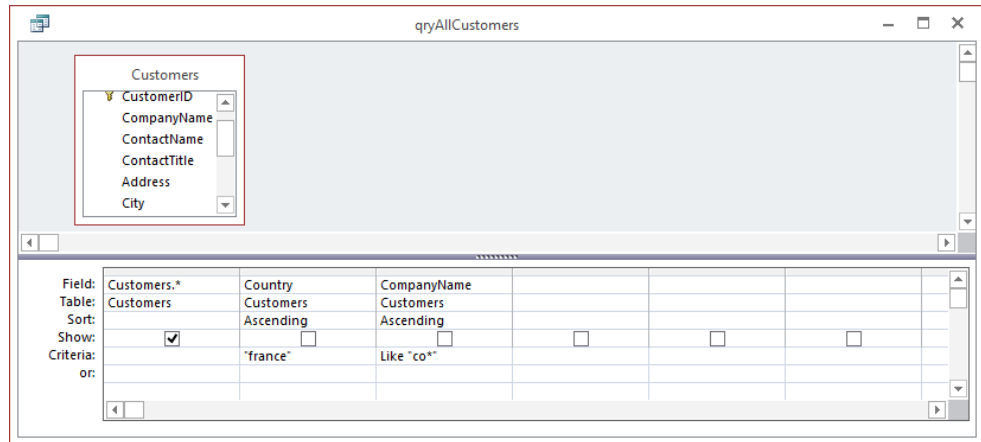 qryAllCustomers
Customers
CustomerID
CompanyName
ContactName
ContactTitle
Address
City
Field: Customers.* Country CompanyName
Table: Customers Customers Customers
Sort: Ascending Ascending
Show:
Criteria: "france" Like "co*"
or: